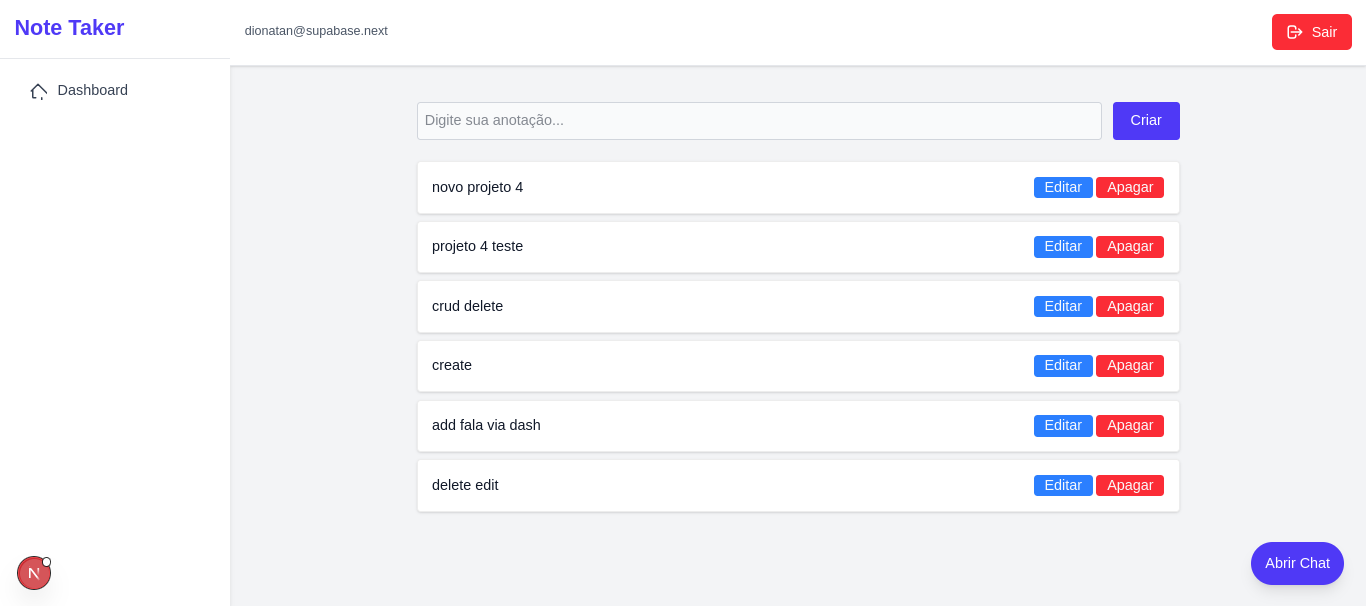 Note Taker
dionatan@supabase.next
Sair
Dashboard
Digite sua anotação...
Criar
novo projeto 4
Editar
Apagar
projeto 4 teste
Editar
Apagar
crud delete
Editar
Apagar
create
Editar
Apagar
add fala via dash
Editar
Apagar
delete edit
Editar
Apagar
N
Abrir Chat